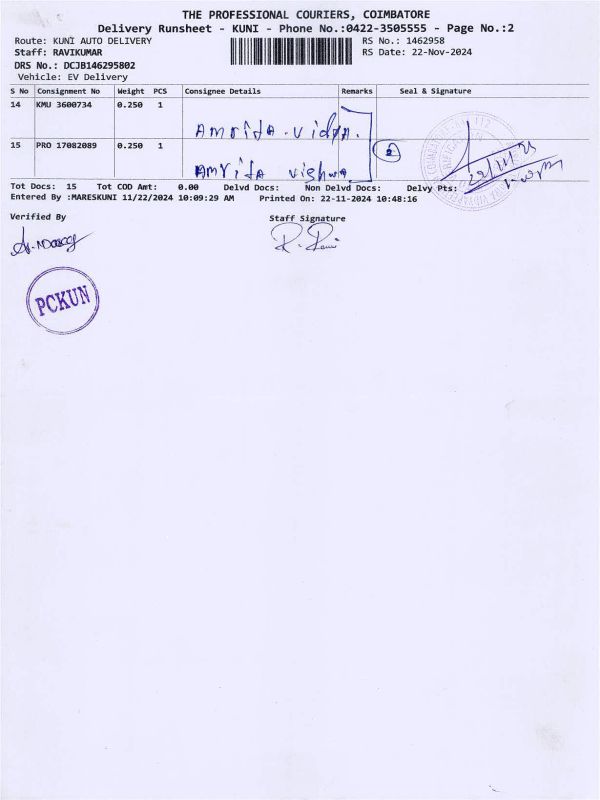 THE PROFESSIONAL COURIERS, COIMBATORE
Delivery Runsheet - KUNI - Phone No.:0422-3505555 - Page No.:2
Route: KUNI AUTO DELIVERY RS No.: 1462958
Staff: RAVIKUMAR RS Date: 22-Nov-2024
DRS No.: DCJB146295802
Vehicle: EV Delivery
S No Consignment No Weight PCS Consignee Details Remarks Seal & Signature
14 KMU 3600734 0.250 1
Amrita . vidya.
15 PRO 17082089 0.250 1
2
Amrita vishwa
22/11/24
Tot Docs: 15 Tot COD Amt: 0.00 Delvd Docs: Non Delvd Docs: Delvy Pts:
Entered By :MARESKUNI 11/22/2024 10:09:29 AM Printed On: 22-11-2024 10:48:16
Verified By Staff Signature
R. Ravi
PCKUN